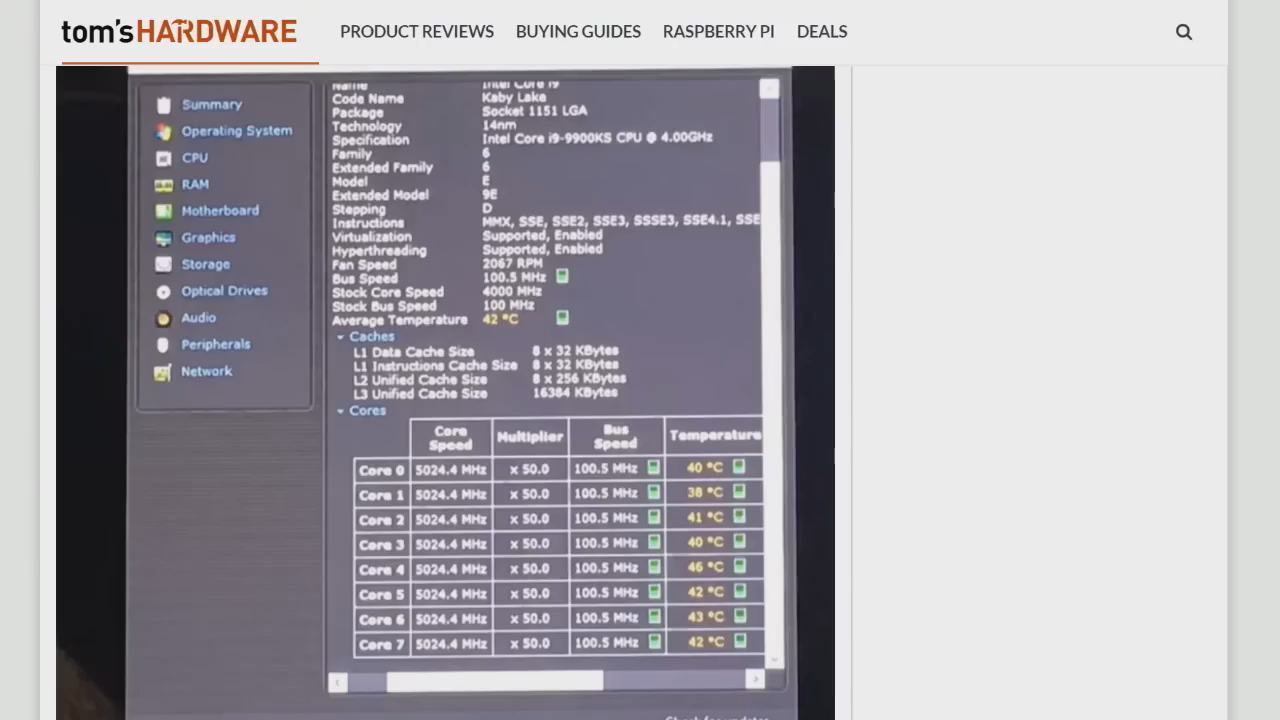 tom'sHARDWARE PRODUCT REVIEWS BUYING GUIDES RASPBERRY PI DEALS
Summary
Operating System
CPU
RAM
Motherboard
Graphics
Storage
Optical Drives
Audio
Peripherals
Network
Name Intel Core i9
Code Name Kaby Lake
Package Socket 1151 LGA
Technology 14nm
Specification Intel Core i9-9900KS CPU @ 4.00GHz
Family 6
Extended Family 6
Model E
Extended Model 9E
Stepping D
Instructions MMX, SSE, SSE2, SSE3, SSSE3, SSE4.1, SSE
Virtualization Supported, Enabled
Hyperthreading Supported, Enabled
Fan Speed 2067 RPM
Bus Speed 100.5 MHz
Stock Core Speed 4000 MHz
Stock Bus Speed 100 MHz
Average Temperature 42 °C
Caches
L1 Data Cache Size 8 x 32 KBytes
L1 Instructions Cache Size 8 x 32 KBytes
L2 Unified Cache Size 8 x 256 KBytes
L3 Unified Cache Size 16384 KBytes
Cores
Core Speed Multiplier Bus Speed Temperature
Core 0 5024.4 MHz x 50.0 100.5 MHz 40 °C
Core 1 5024.4 MHz x 50.0 100.5 MHz 38 °C
Core 2 5024.4 MHz x 50.0 100.5 MHz 41 °C
Core 3 5024.4 MHz x 50.0 100.5 MHz 40 °C
Core 4 5024.4 MHz x 50.0 100.5 MHz 46 °C
Core 5 5024.4 MHz x 50.0 100.5 MHz 42 °C
Core 6 5024.4 MHz x 50.0 100.5 MHz 43 °C
Core 7 5024.4 MHz x 50.0 100.5 MHz 42 °C